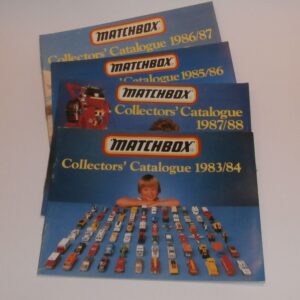 MATCHBOX
Collectors' Catalogue 1986/87
MATCHBOX
Catalogue 1985/86
MATCHBOX
Collectors' Catalogue
1987/88
MATCHBOX
Collectors' Catalogue 1983/84